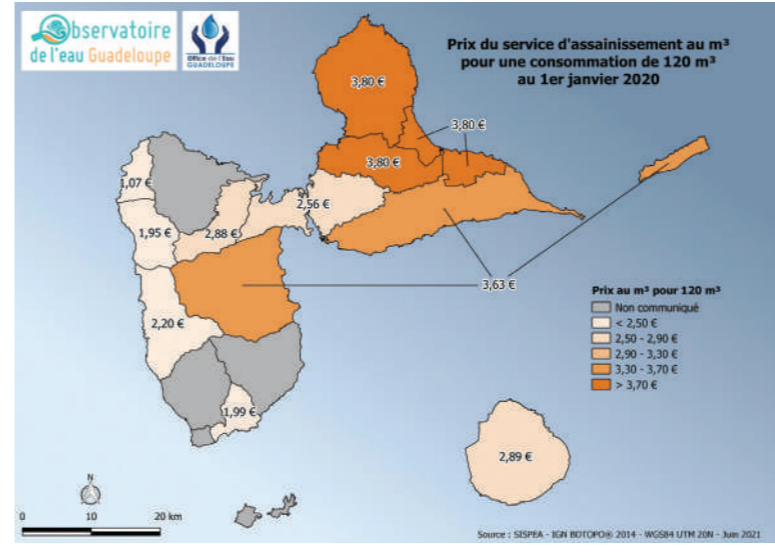 Observatoire
de l'eau Guadeloupe
Office de l'Eau
GUADELOUPE
Prix du service d'assainissement au m³
pour une consommation de 120 m³
au 1er janvier 2020
3,80 €
3,80 €
3,80 €
1,07 €
2,56 €
1,95 €
2,88 €
3,63 €
2,20 €
1,99 €
2,89 €
Prix au m³ pour 120 m³
Non communiqué
< 2,50 €
2,50 - 2,90 €
2,90 - 3,30 €
3,30 - 3,70 €
> 3,70 €
N
0 10 20 km
Source : SISPEA - IGN BDTOPO® 2014 - WGS84 UTM 20N - Juin 2021